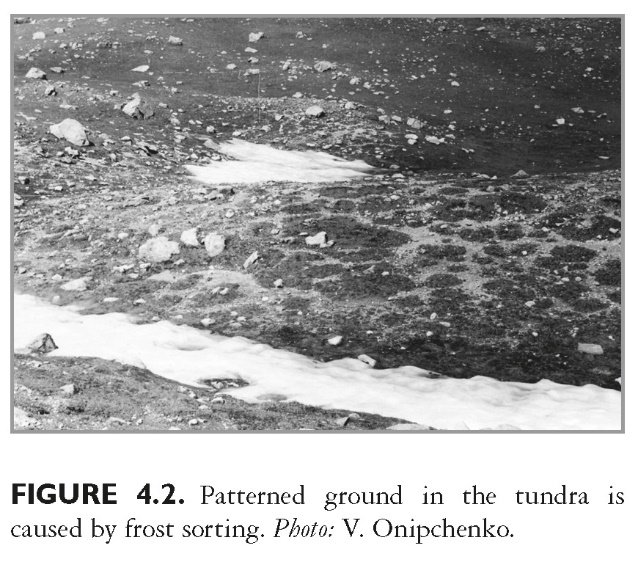 FIGURE 4.2. Patterned ground in the tundra is
caused by frost sorting. Photo: V. Onipchenko.